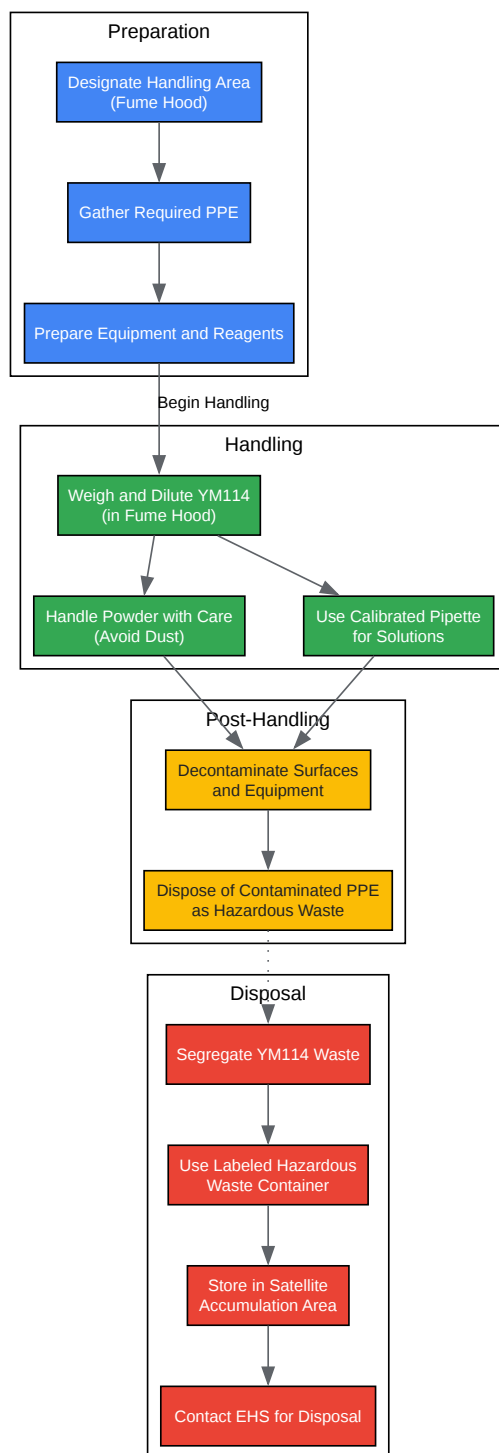 Preparation
Designate Handling Area
(Fume Hood)
Gather Required PPE
Prepare Equipment and Reagents
Begin Handling
Handling
Weigh and Dilute YM114
(in Fume Hood)
Handle Powder with Care
(Avoid Dust)
Use Calibrated Pipette
for Solutions
Post-Handling
Decontaminate Surfaces
and Equipment
Dispose of Contaminated PPE
as Hazardous Waste
Disposal
Segregate YM114 Waste
Use Labeled Hazardous
Waste Container
Store in Satellite
Accumulation Area
Contact EHS for Disposal